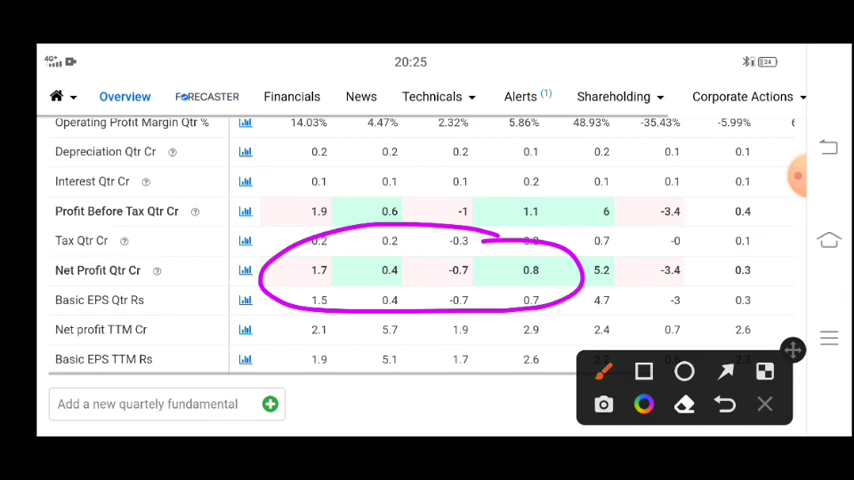 4G+ 20:25 24
Overview FORECASTER Financials News Technicals Alerts (1) Shareholding Corporate Actions
Operating Profit Margin Qtr % 14.03% 4.47% 2.32% 5.86% 48.93% -35.43% -5.99%
Depreciation Qtr Cr 0.2 0.2 0.2 0.1 0.2 0.1 0.1
Interest Qtr Cr 0.1 0.1 0.1 0.2 0.1 0.1 0.1
Profit Before Tax Qtr Cr 1.9 0.6 -1 1.1 6 -3.4 0.4
Tax Qtr Cr 0.2 0.2 -0.3 0.7 -0 0.1
Net Profit Qtr Cr 1.7 0.4 -0.7 0.8 5.2 -3.4 0.3
Basic EPS Qtr Rs 1.5 0.4 -0.7 0.7 4.7 -3 0.3
Net profit TTM Cr 2.1 5.7 1.9 2.9 2.4 0.7 2.6
Basic EPS TTM Rs 1.9 5.1 1.7 2.6
Add a new quartely fundamental